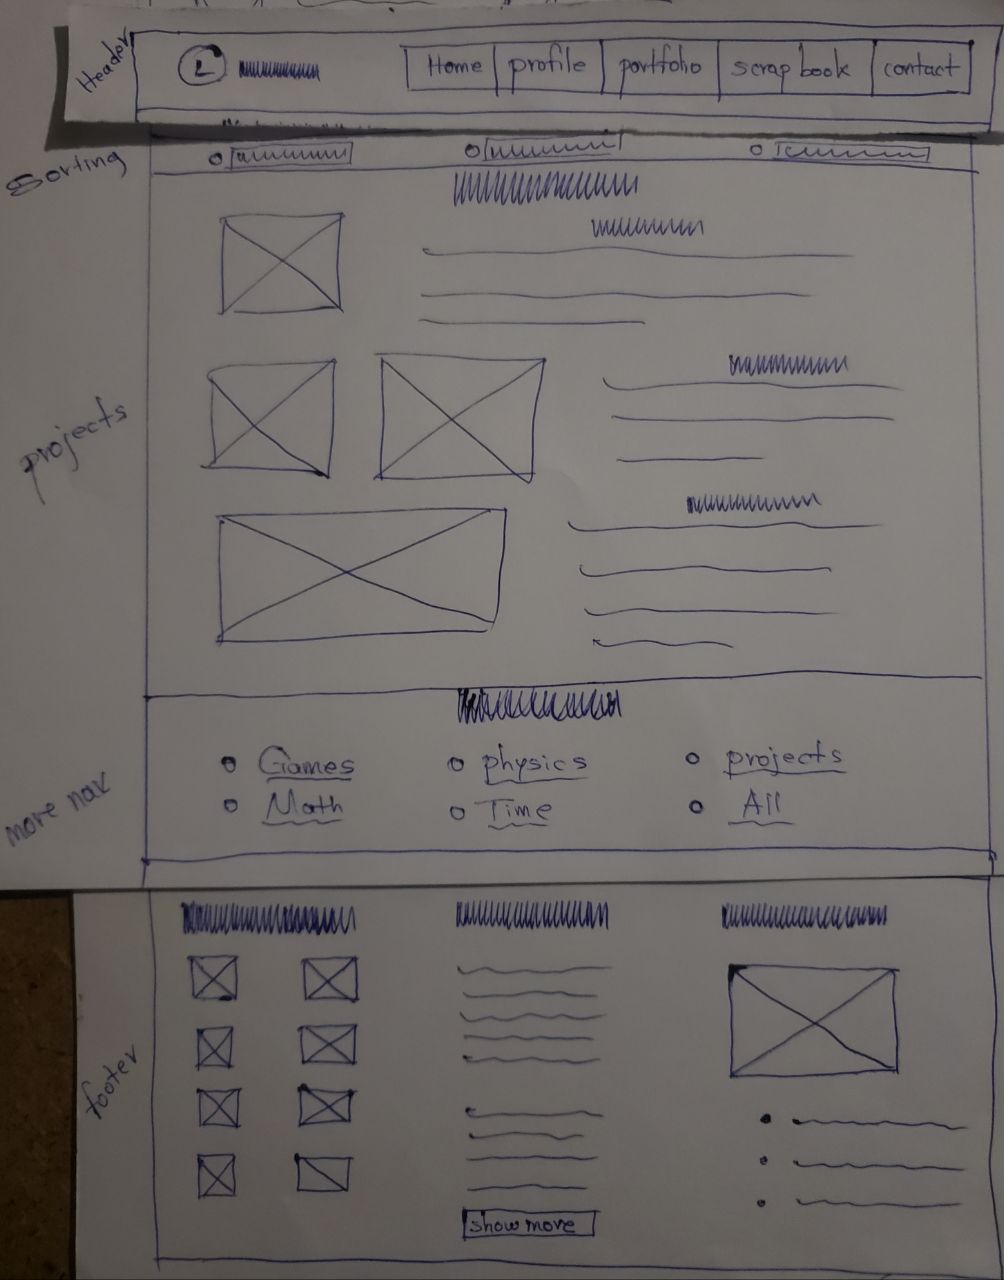 Header
L
Home profile portfolio scrap book contact
Sorting
projects
more nav
Games physics projects
Math Time All
footer
show more